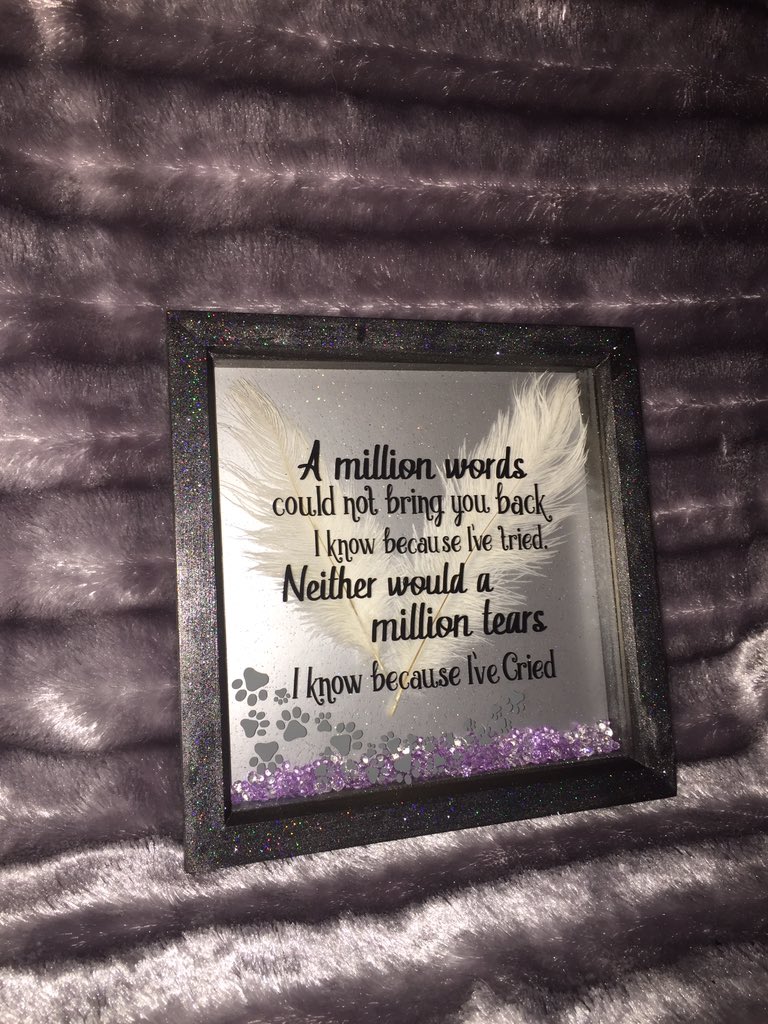 A million words
could not bring you back
I know because I've tried.
Neither would a
million tears
I know because I've Cried